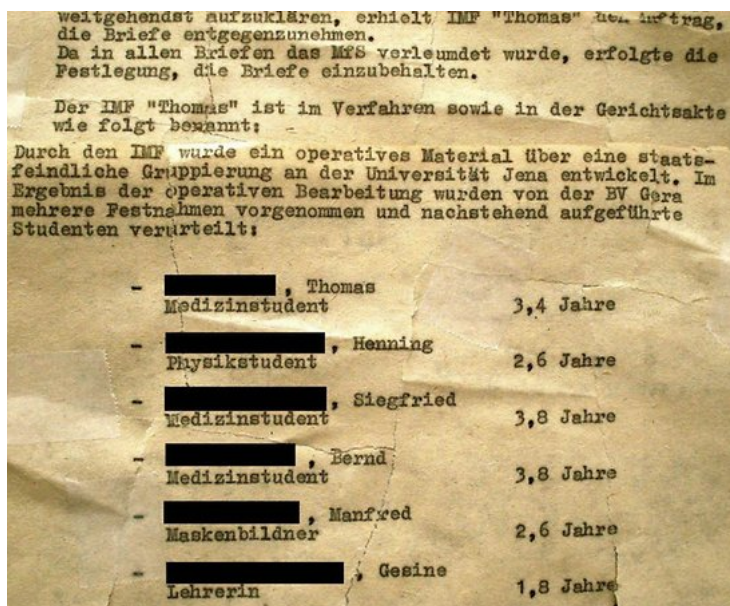 weitgehendst aufzuklären, erhielt IMF "Thomas" den Auftrag,
die Briefe entgegenzunehmen.
Da in allen Briefen das MfS verleumdet wurde, erfolgte die
Festlegung, die Briefe einzubehalten.
Der IMF "Thomas" ist im Verfahren sowie in der Gerichtsakte
wie folgt benannt:
Durch den IMF wurde ein operatives Material über eine staats-
feindliche Gruppierung an der Universität Jena entwickelt. Im
Ergebnis der operativen Bearbeitung wurden von der BV Gera
mehrere Festnahmen vorgenommen und nachstehend aufgeführte
Studenten verurteilt:
- , Thomas
Medizinstudent 3,4 Jahre
- , Henning
Physikstudent 2,6 Jahre
- , Siegfried
Medizinstudent 3,8 Jahre
- , Bernd
Medizinstudent 3,8 Jahre
- , Manfred
Maskenbildner 2,6 Jahre
- , Gesine
Lehrerin 1,8 Jahre